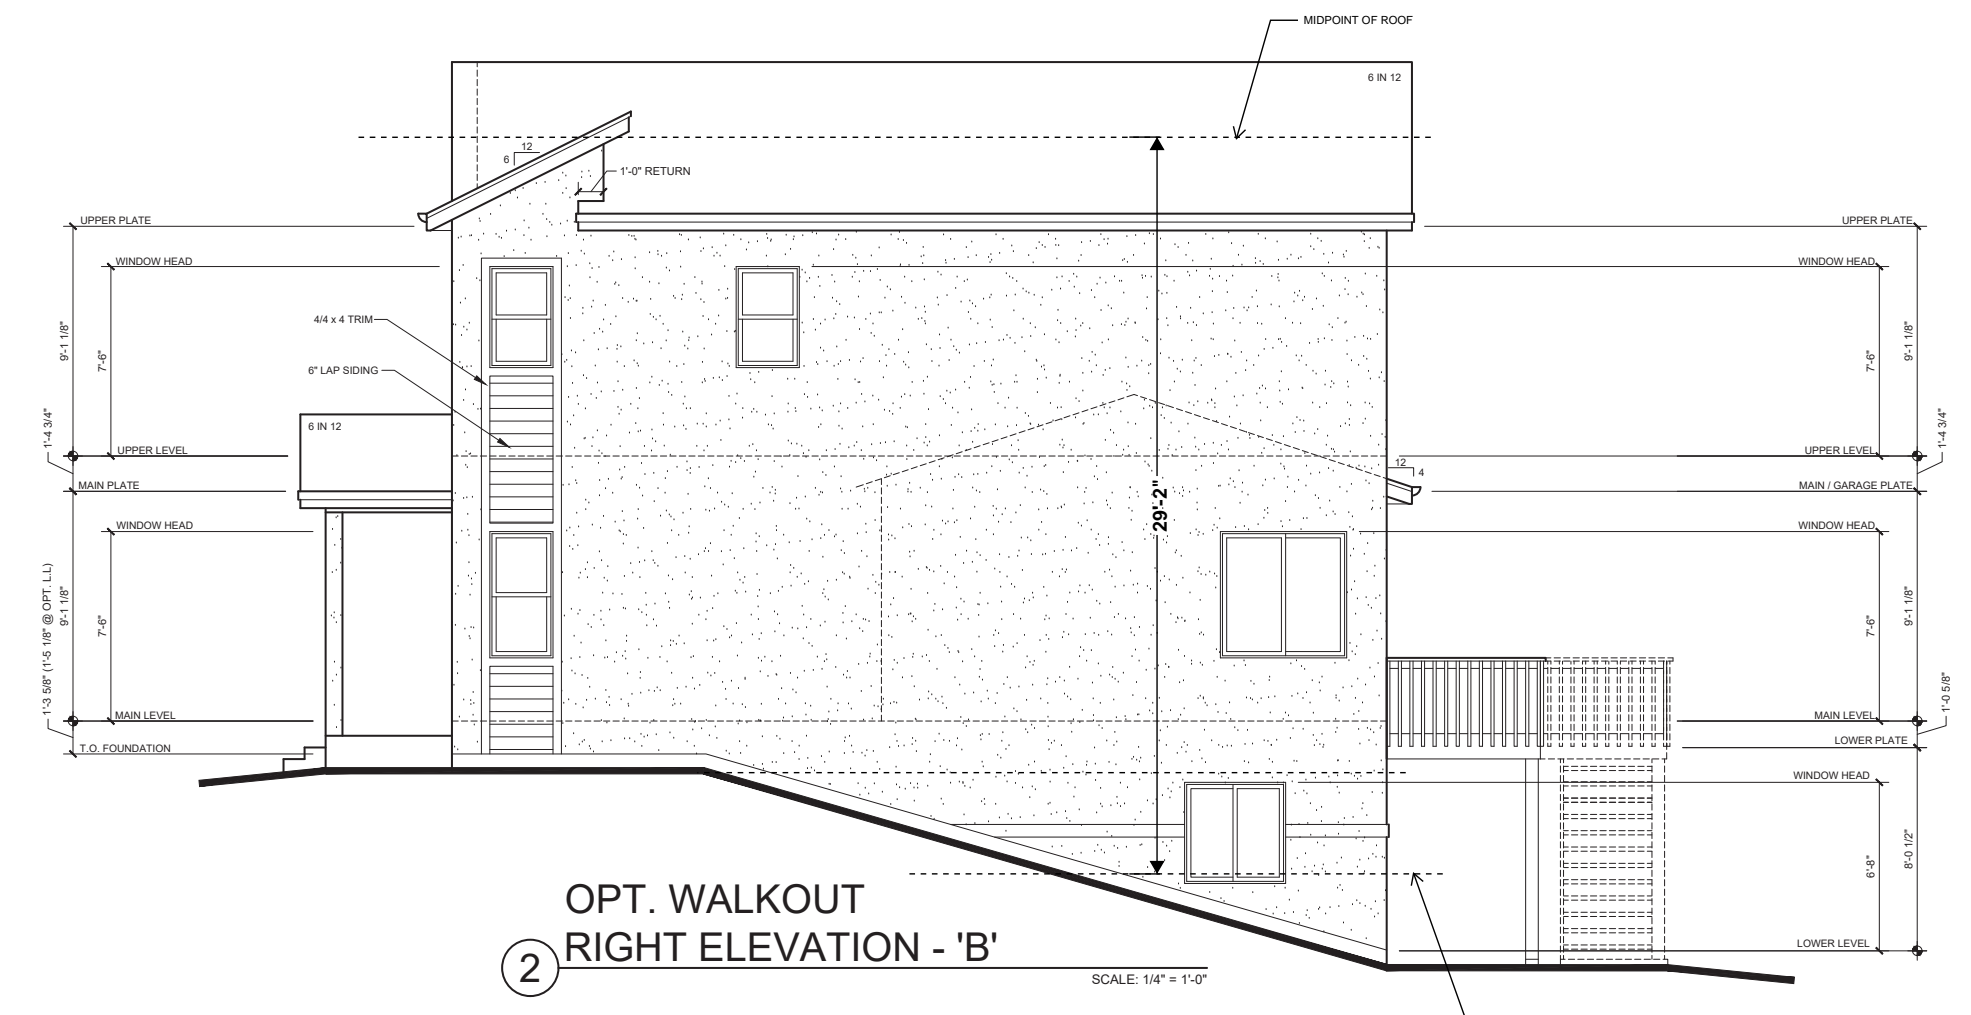 MIDPOINT OF ROOF
6 IN 12
12
6
1'-0" RETURN
UPPER PLATE
UPPER PLATE
WINDOW HEAD
WINDOW HEAD
4/4 x 4 TRIM
9'-1 1/8"
7'-6"
6" LAP SIDING
7'-6"
9'-1 1/8"
1'-4 3/4"
6 IN 12
1'-4 3/4"
UPPER LEVEL
UPPER LEVEL
12
4
MAIN PLATE
MAIN / GARAGE PLATE
29'-2"
WINDOW HEAD
WINDOW HEAD
1'-3 5/8" (1'-5 1/8" @ OPT. L.L)
9'-1 1/8"
7'-6"
7'-6"
9'-1 1/8"
1'-0 5/8"
MAIN LEVEL
MAIN LEVEL
T.O. FOUNDATION
LOWER PLATE
WINDOW HEAD
6'-8"
8'-0 1/2"
LOWER LEVEL
OPT. WALKOUT
2 RIGHT ELEVATION - 'B'
SCALE: 1/4" = 1'-0"